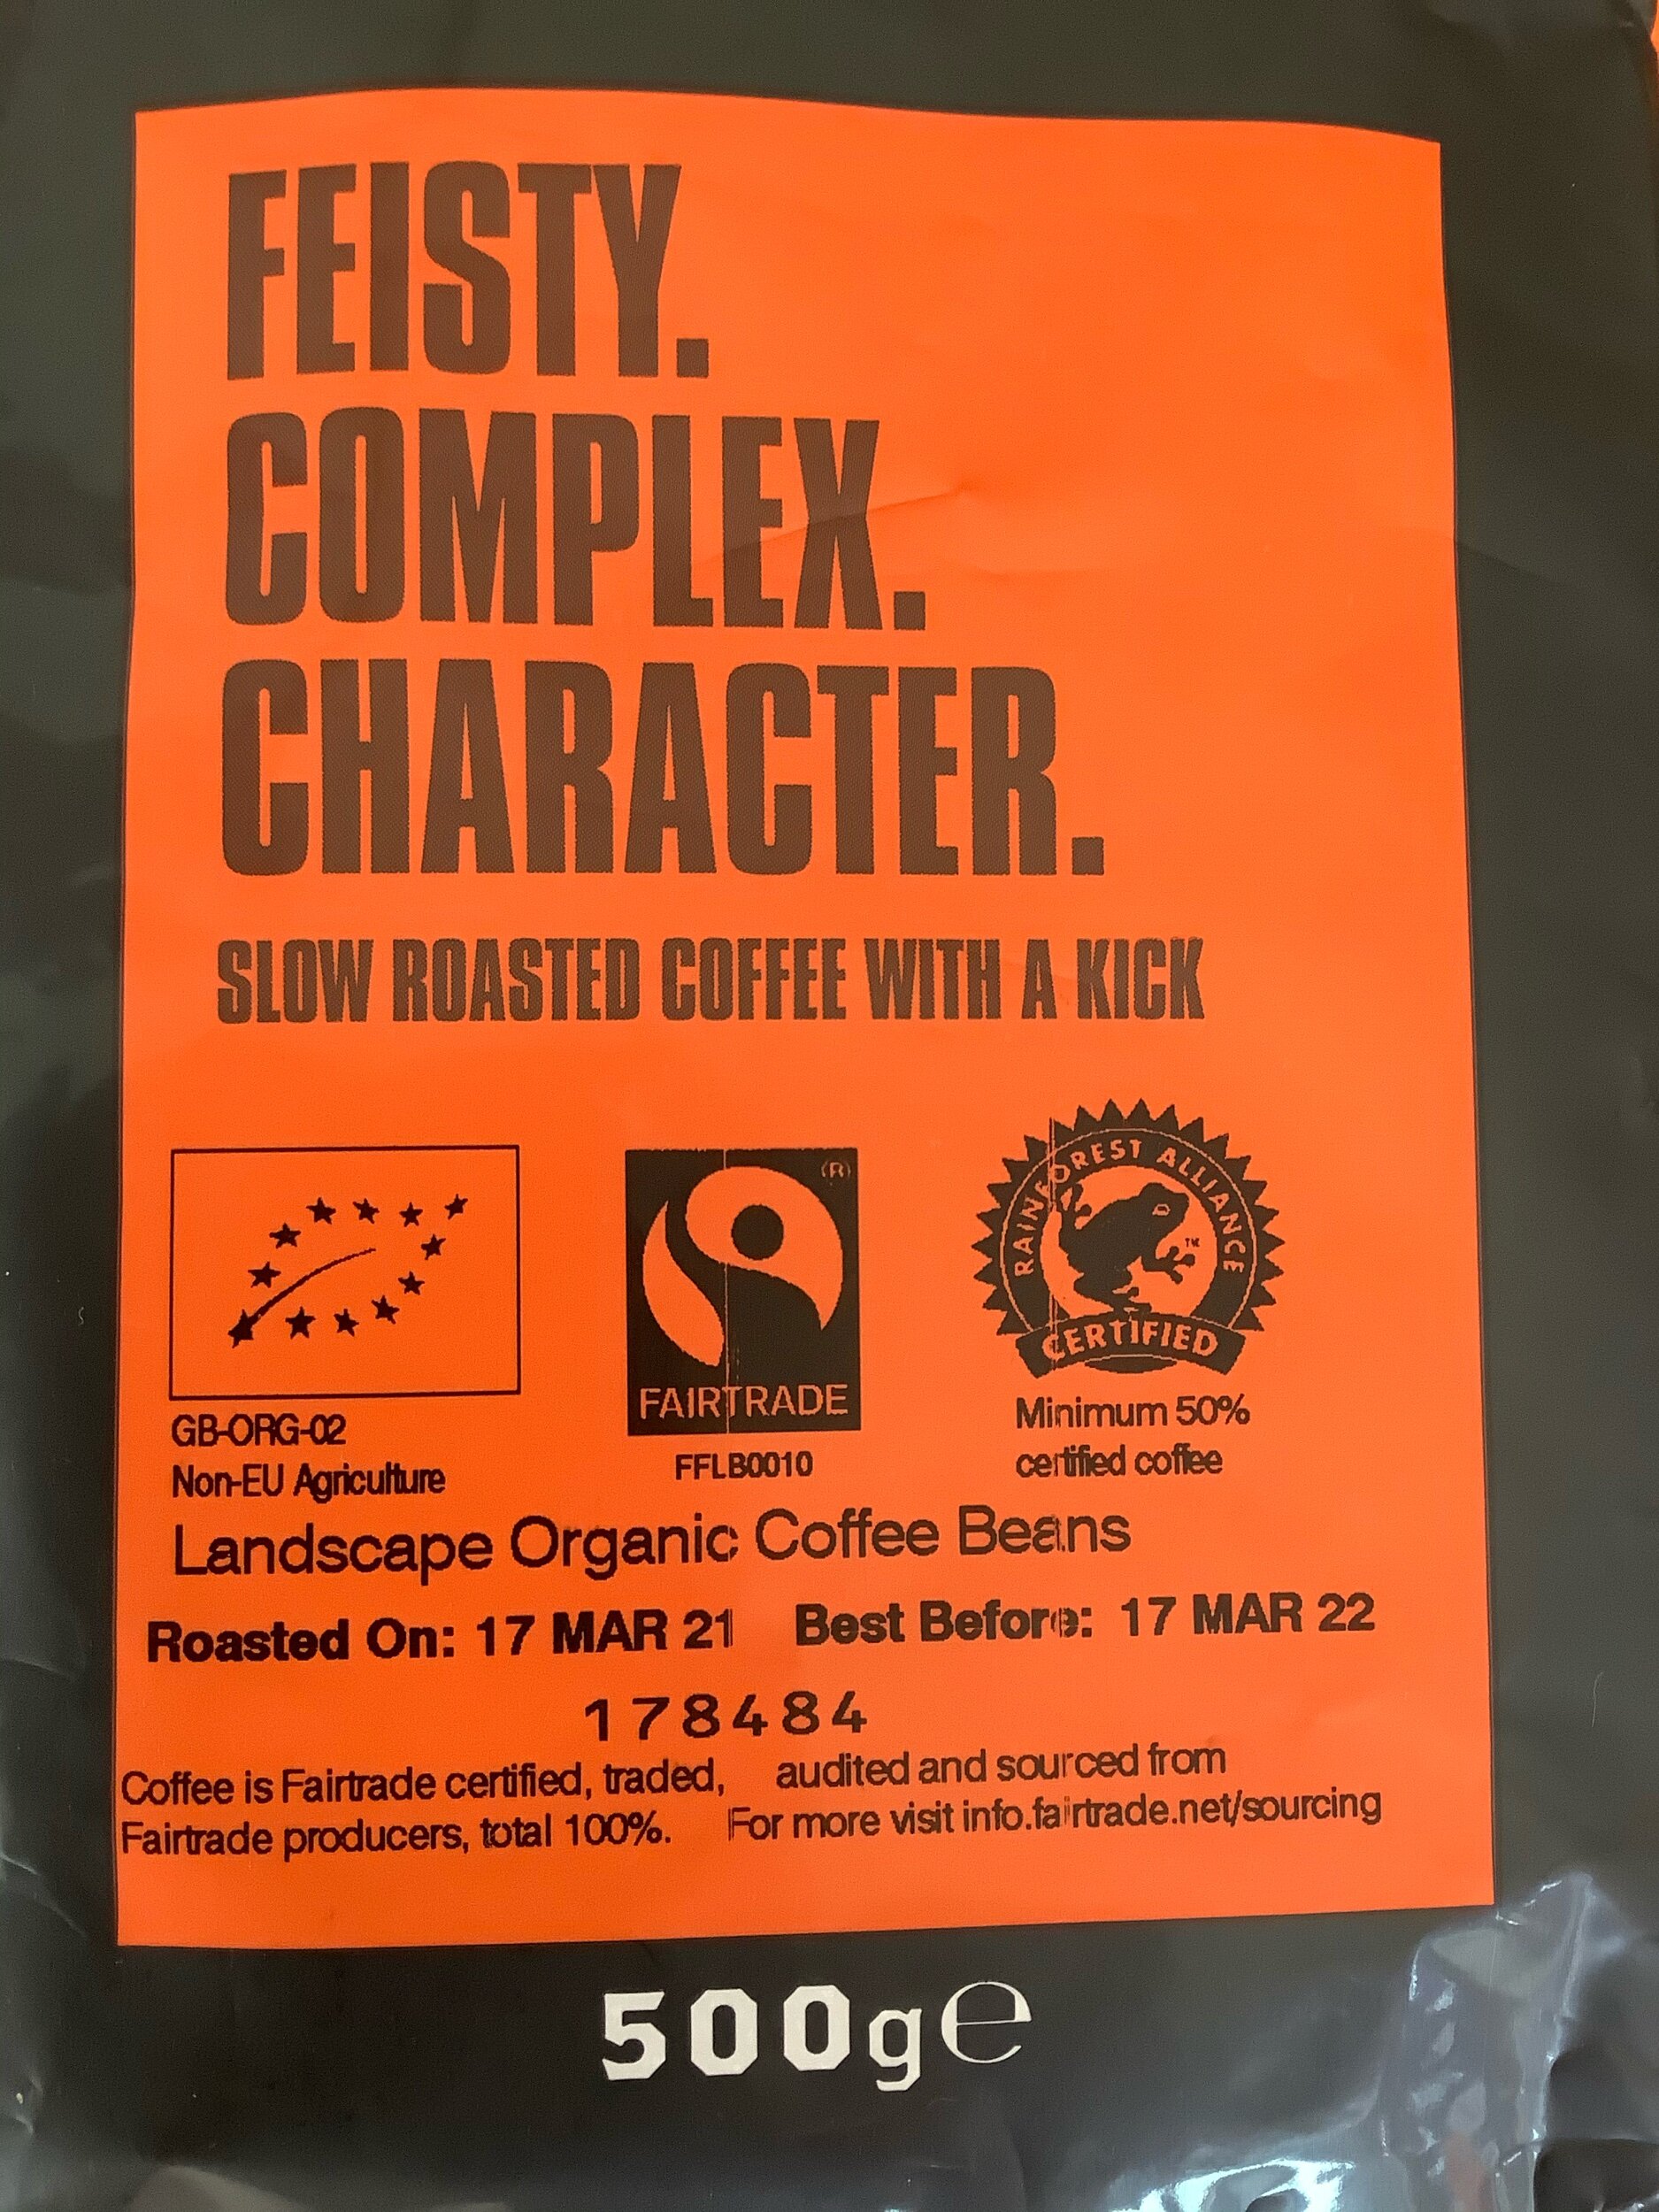 FEISTY.
COMPLEX.
CHARACTER.
SLOW ROASTED COFFEE WITH A KICK
(R)
FAIRTRADE
RAINFOREST ALLIANCE
TM
CERTIFIED
GB-ORG-02
Non-EU Agriculture
FFLB0010
Minimum 50%
certified coffee
Landscape Organic Coffee Beans
Roasted On: 17 MAR 21 Best Before: 17 MAR 22
178484
Coffee is Fairtrade certified, traded, audited and sourced from
Fairtrade producers, total 100%. For more visit info.fairtrade.net/sourcing
500g℮